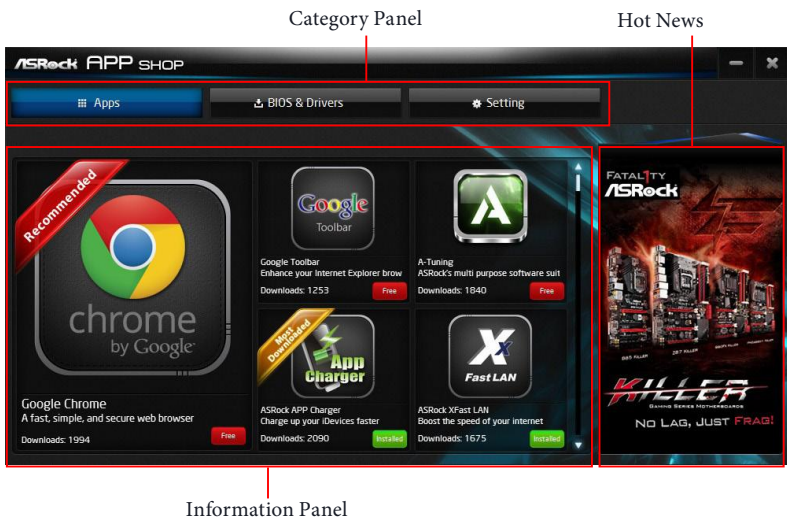 Category Panel
Hot News
ASRock APP SHOP
Apps
BIOS & Drivers
Setting
Recommended
chrome
by Google
Google Chrome
A fast, simple, and secure web browser
Downloads: 1994
Free
Google
Toolbar
Google Toolbar
Enhance your Internet Explorer brow
Downloads: 1253
Free
A
A-Tuning
ASRock's multi purpose software suit
Downloads: 1840
Free
Most
Downloaded
App
Charger
ASRock APP Charger
Charge up your iDevices faster
Downloads: 2090
Installed
Fast LAN
ASRock XFast LAN
Boost the speed of your internet
Downloads: 1675
Installed
FATAL1TY
ASRock
KILLER
GAMING SERIES MOTHERBOARDS
NO LAG, JUST FRAG!
Information Panel